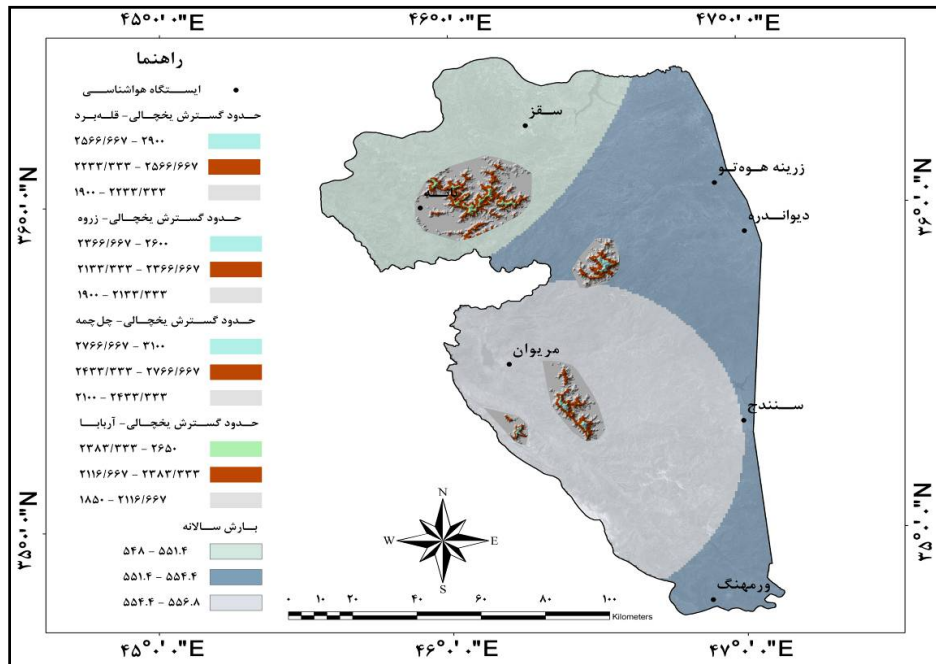 ۴۵°۰'۰"E
۴۶°۰'۰"E
۴۷°۰'۰"E
راهنما
ایستگاه هواشناسی
حدود گسترش یخچالی- قله‌برد
۲۵۶۶/۶۶۷ - ۲۹۰۰
۲۲۳۳/۳۳۳ - ۲۵۶۶/۶۶۷
۱۹۰۰ - ۲۲۳۳/۳۳۳
حدود گسترش یخچالی- زروه
۲۳۶۶/۶۶۷ - ۲۶۰۰
۲۱۳۳/۳۳۳ - ۲۳۶۶/۶۶۷
۱۹۰۰ - ۲۱۳۳/۳۳۳
حدود گسترش یخچالی- چل‌چمه
۲۷۶۶/۶۶۷ - ۳۱۰۰
۲۴۳۳/۳۳۳ - ۲۷۶۶/۶۶۷
۲۱۰۰ - ۲۴۳۳/۳۳۳
حدود گسترش یخچالی- آربابا
۲۳۸۳/۳۳۳ - ۲۶۵۰
۲۱۱۶/۶۶۷ - ۲۳۸۳/۳۳۳
۱۸۵۰ - ۲۱۱۶/۶۶۷
بارش سالانه
۵۴۸ - ۵۵۱.۴
۵۵۱.۴ - ۵۵۴.۴
۵۵۴.۴ - ۵۵۶.۸
سقز
زرینه هوه‌تو
دیواندره
مریوان
سنندج
ورمهنگ
N
W E
S
۰ ۱۰ ۲۰ ۴۰ ۶۰ ۸۰ ۱۰۰
Kilometers
۳۶°۰'۰"N
۳۶°۰'۰"N
۳۵°۰'۰"N
۳۵°۰'۰"N
۴۵°۰'۰"E
۴۶°۰'۰"E
۴۷°۰'۰"E